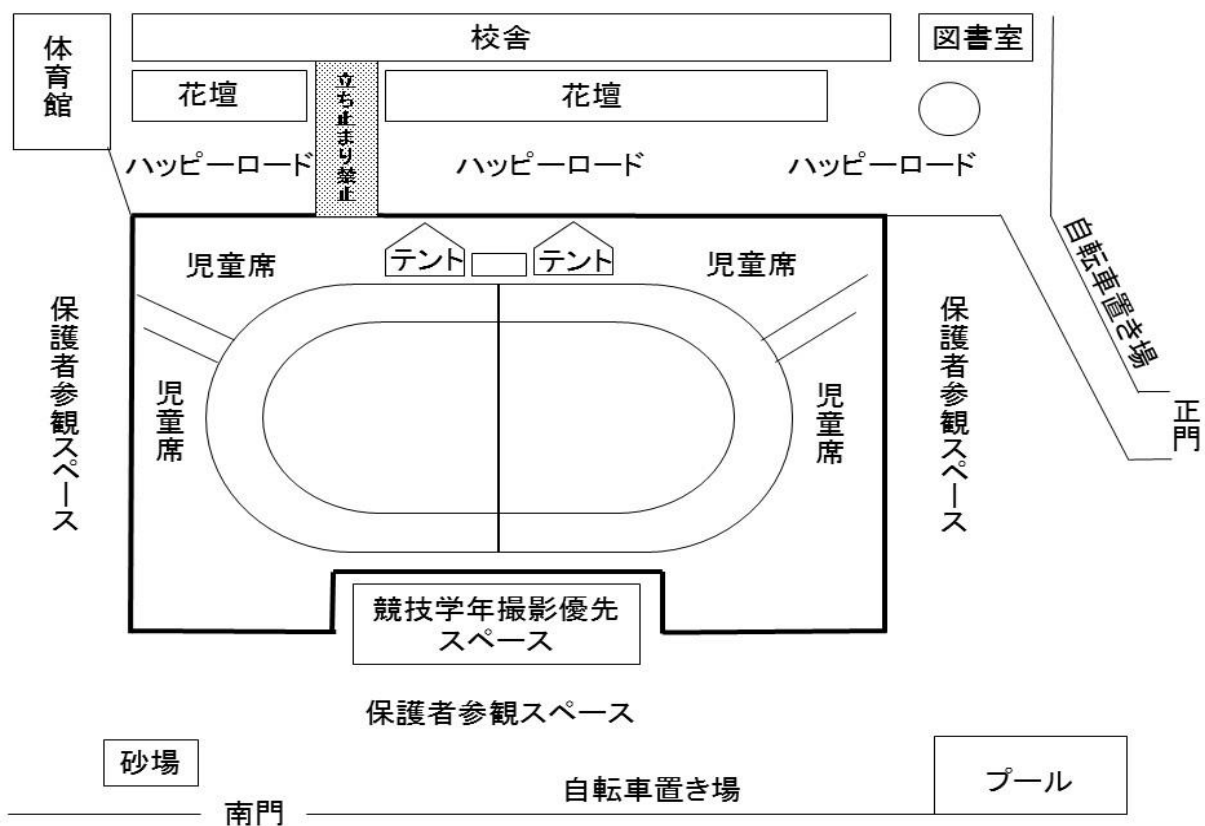 体育館
校舎
図書室
花壇
立ち止まり禁止
花壇
ハッピーロード
ハッピーロード
ハッピーロード
児童席
テント
テント
児童席
自転車置き場
保護者参観スペース
保護者参観スペース
児童席
児童席
正門
競技学年撮影優先
スペース
保護者参観スペース
砂場
自転車置き場
プール
南門